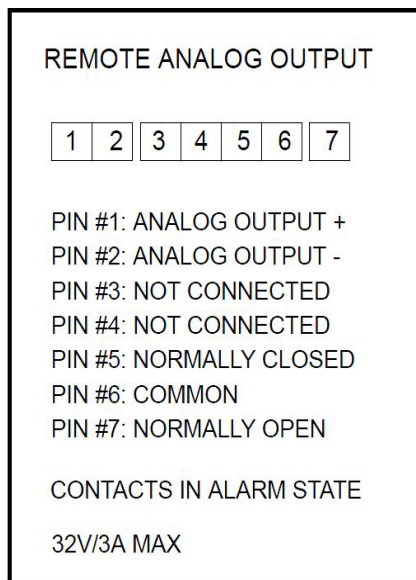 REMOTE ANALOG OUTPUT
1 2 3 4 5 6 7
PIN #1: ANALOG OUTPUT +
PIN #2: ANALOG OUTPUT -
PIN #3: NOT CONNECTED
PIN #4: NOT CONNECTED
PIN #5: NORMALLY CLOSED
PIN #6: COMMON
PIN #7: NORMALLY OPEN
CONTACTS IN ALARM STATE
32V/3A MAX